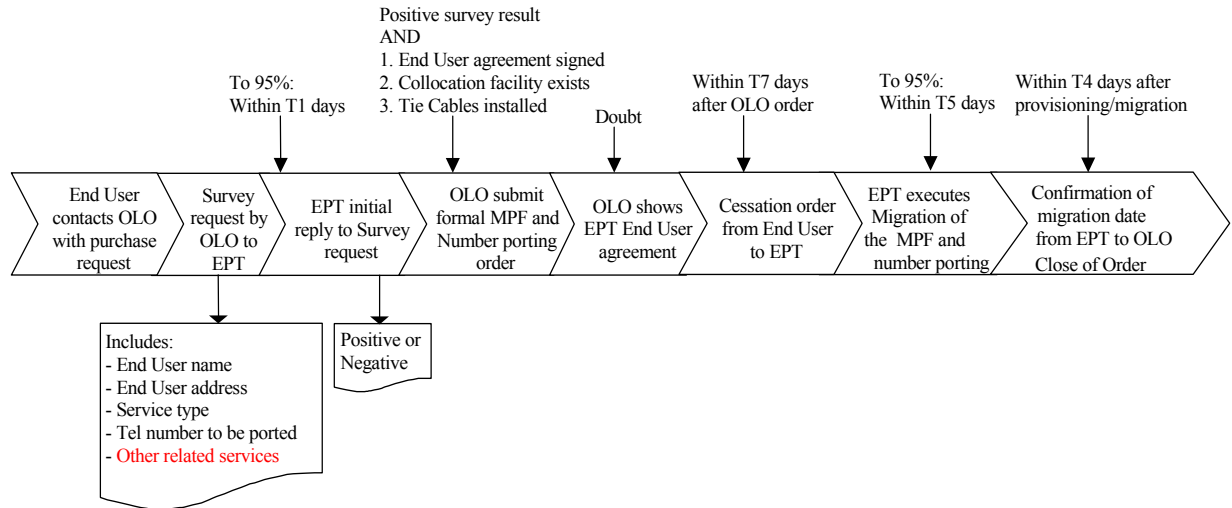 Positive survey result
AND
1. End User agreement signed
2. Collocation facility exists
3. Tie Cables installed
To 95%:
Within T1 days
Doubt
Within T7 days
after OLO order
To 95%:
Within T5 days
Within T4 days after
provisioning/migration
End User
contacts OLO
with purchase
request
Survey
request by
OLO to
EPT
EPT initial
reply to Survey
request
OLO submit
formal MPF and
Number porting
order
OLO shows
EPT End User
agreement
Cessation order
from End User
to EPT
EPT executes
Migration of
the MPF and
number porting
Confirmation of
migration date
from EPT to OLO
Close of Order
Includes:
- End User name
- End User address
- Service type
- Tel number to be ported
- Other related services
Positive or
Negative